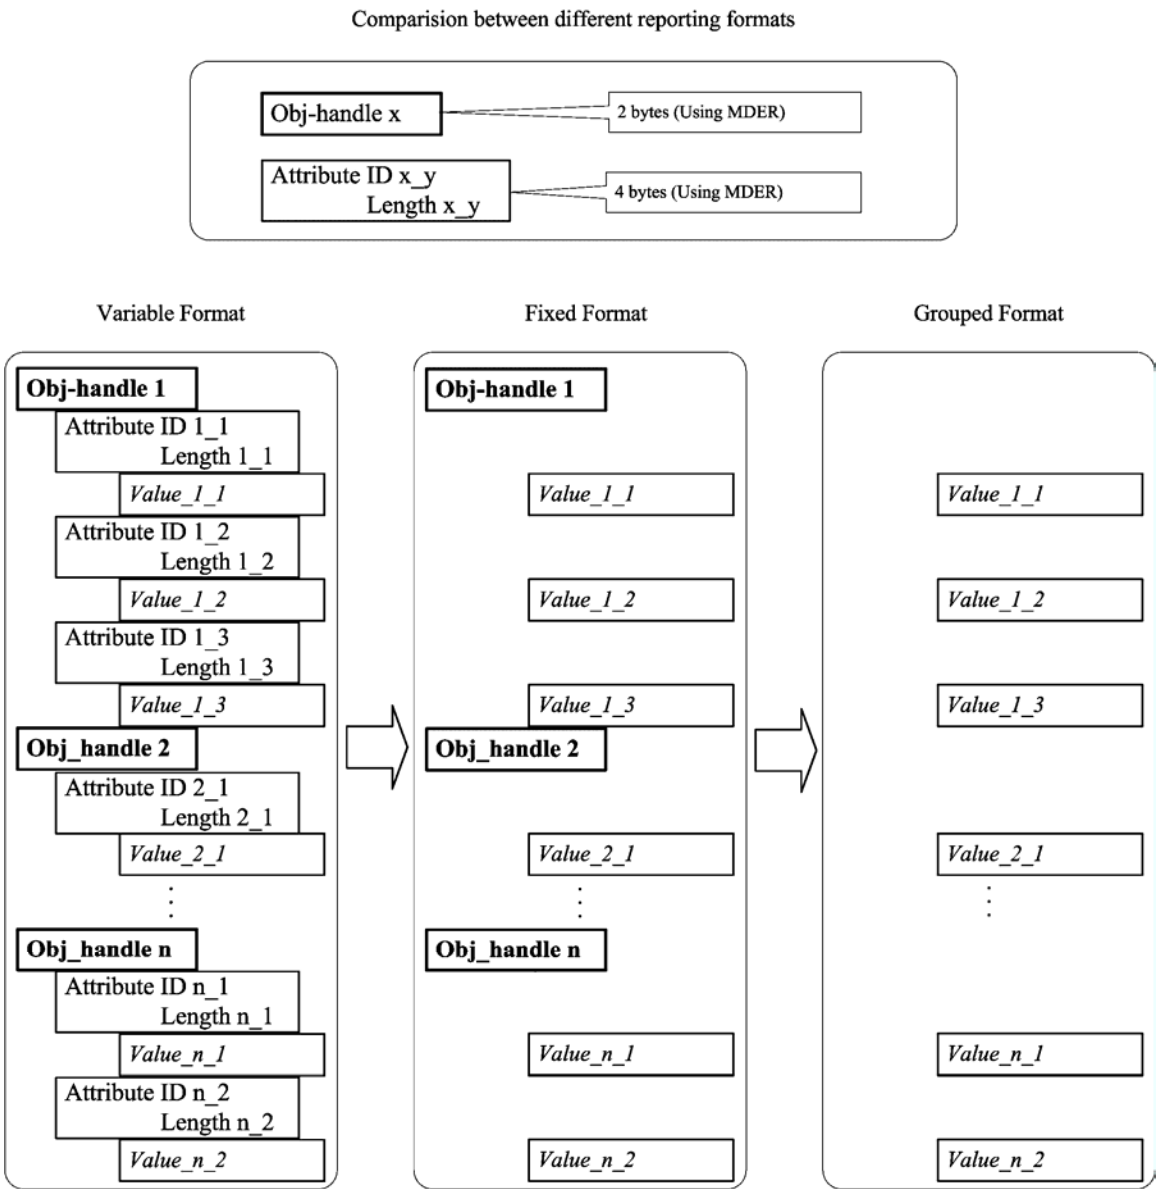 Comparision between different reporting formats
Obj-handle x
2 bytes (Using MDER)
Attribute ID x_y
Length x_y
4 bytes (Using MDER)
Variable Format
Obj-handle 1
Attribute ID 1_1
Length 1_1
Value_1_1
Attribute ID 1_2
Length 1_2
Value_1_2
Attribute ID 1_3
Length 1_3
Value_1_3
Obj_handle 2
Attribute ID 2_1
Length 2_1
Value_2_1
Obj_handle n
Attribute ID n_1
Length n_1
Value_n_1
Attribute ID n_2
Length n_2
Value_n_2
Fixed Format
Obj-handle 1
Value_1_1
Value_1_2
Value_1_3
Obj_handle 2
Value_2_1
Obj_handle n
Value_n_1
Value_n_2
Grouped Format
Value_1_1
Value_1_2
Value_1_3
Value_2_1
Value_n_1
Value_n_2